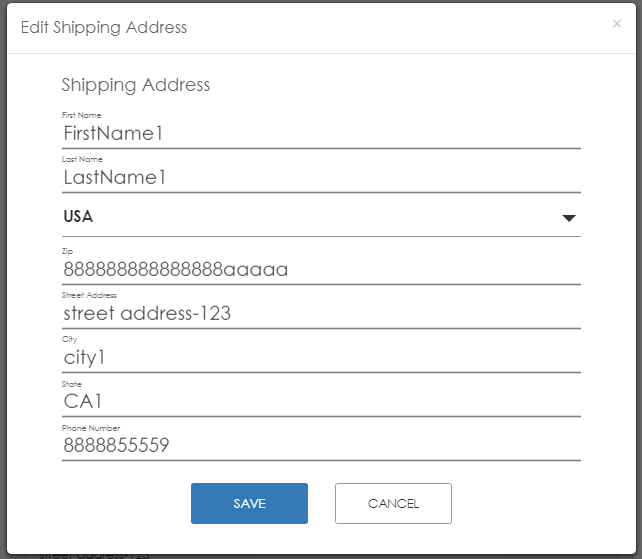 Edit Shipping Address ×
Shipping Address
First Name
FirstName1
Last Name
LastName1
USA
Zip
888888888888888aaaaa
Street Address
street address-123
City
city1
State
CA1
Phone Number
8888855559
SAVE CANCEL
street address-123